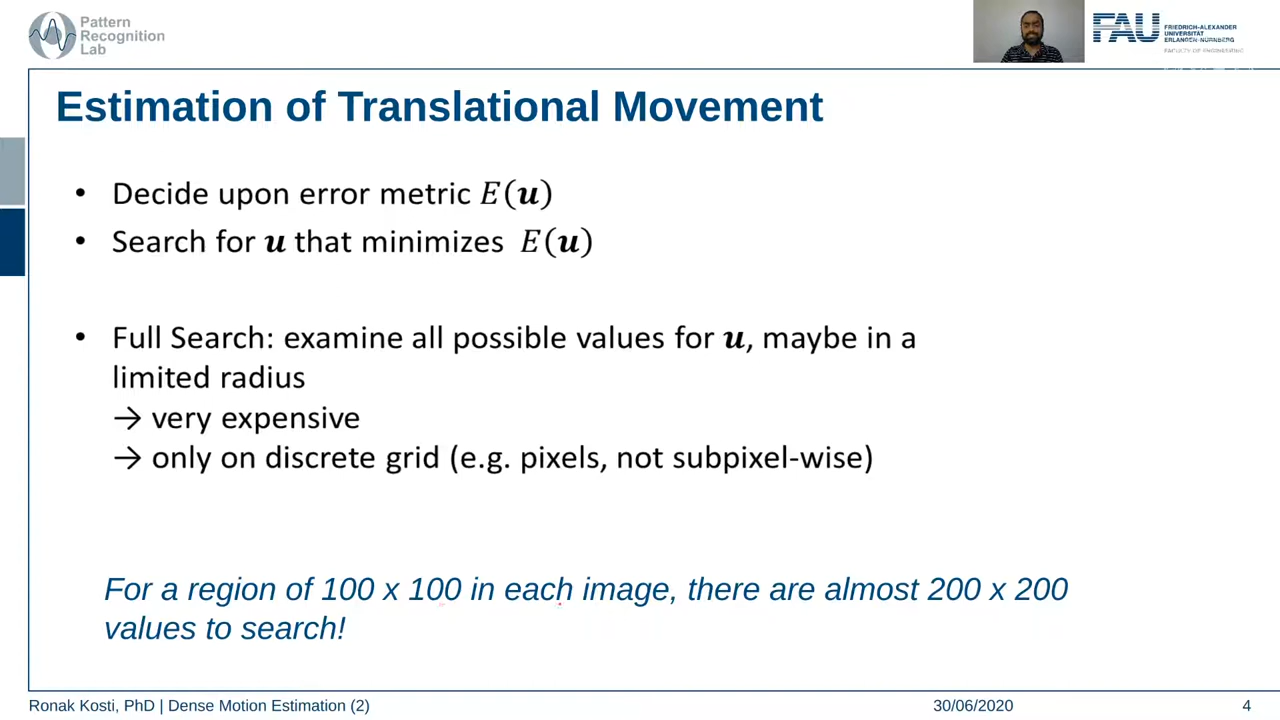 Pattern
Recognition
Lab
FAU
FRIEDRICH-ALEXANDER
UNIVERSITÄT
ERLANGEN-NÜRNBERG
FACULTY OF ENGINEERING
Estimation of Translational Movement
• Decide upon error metric E(u)
• Search for u that minimizes E(u)
• Full Search: examine all possible values for u, maybe in a
limited radius
→ very expensive
→ only on discrete grid (e.g. pixels, not subpixel-wise)
For a region of 100 x 100 in each image, there are almost 200 x 200
values to search!
Ronak Kosti, PhD | Dense Motion Estimation (2)
30/06/2020
4